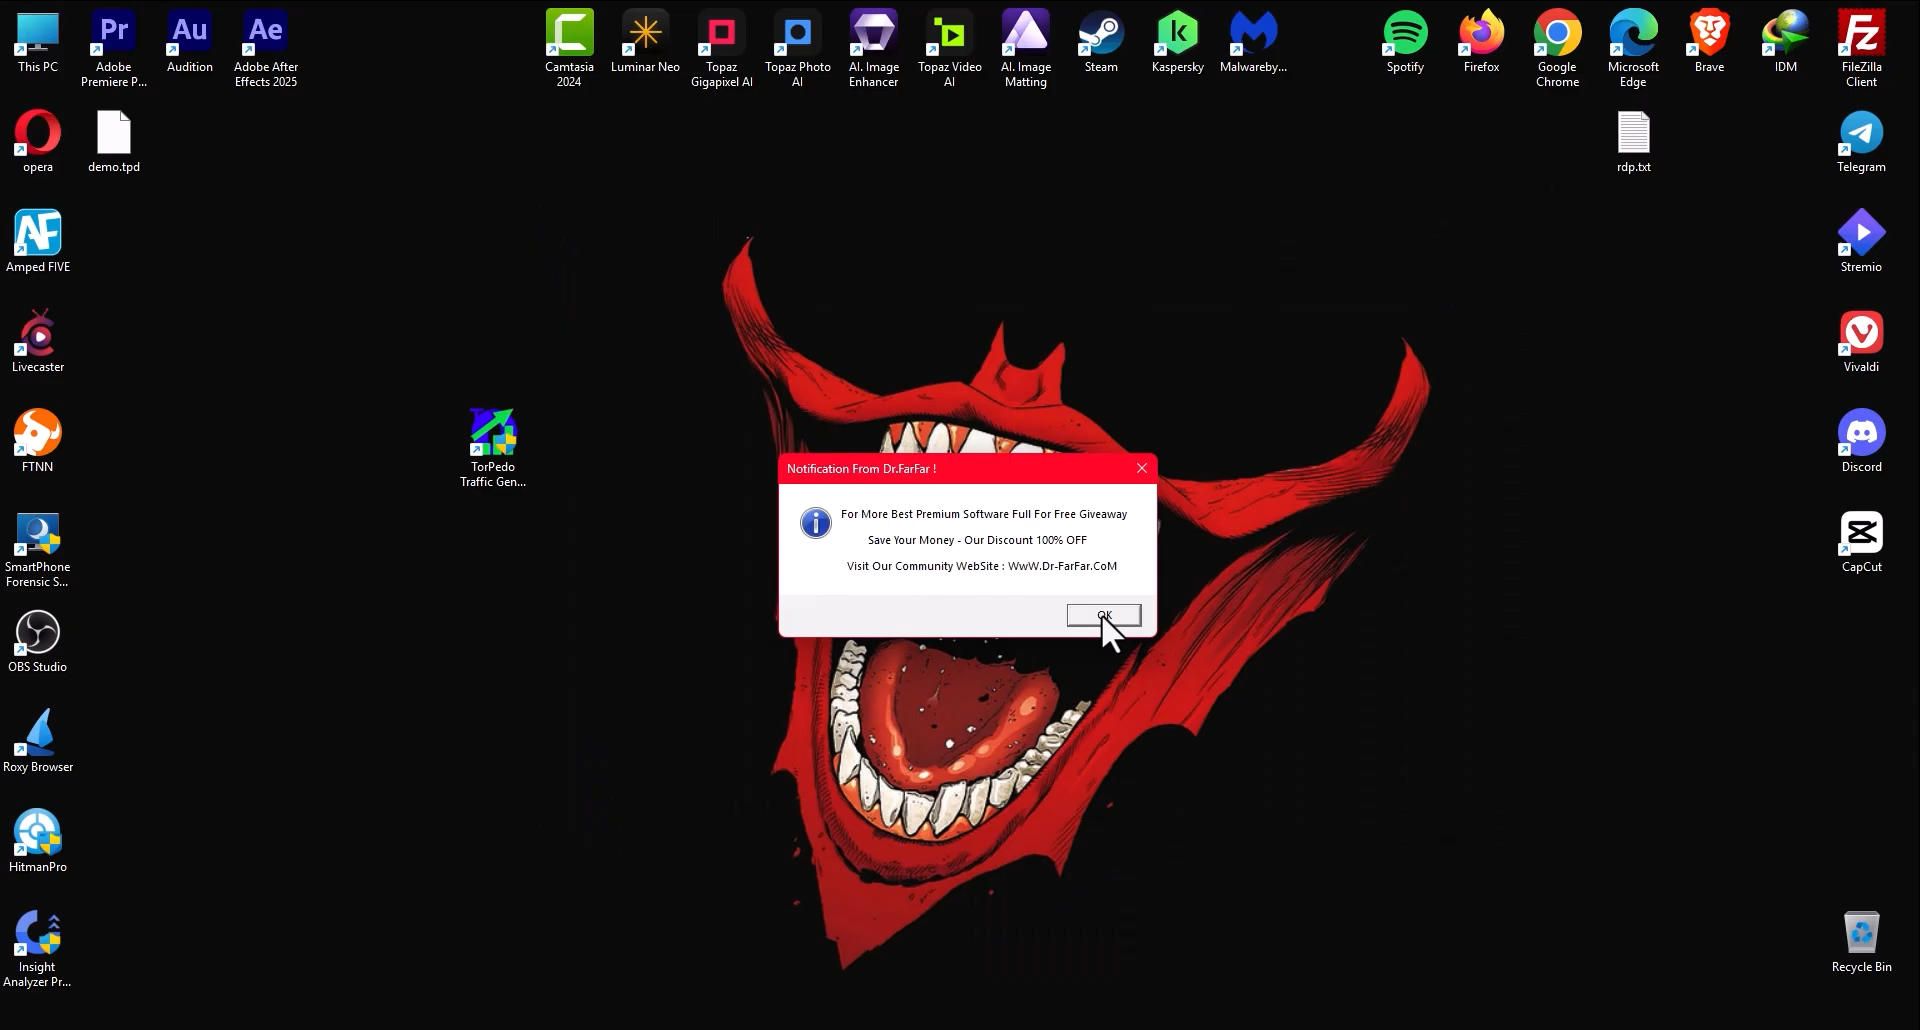 This PC
Adobe
Premiere P...
Pr
Audition
Au
Adobe After
Effects 2025
Ae
Camtasia
2024
Luminar Neo
Topaz
Gigapixel AI
Topaz Photo
AI
AI. Image
Enhancer
Topaz Video
AI
AI. Image
Matting
Steam
Kaspersky
Malwareby...
Spotify
Firefox
Google
Chrome
Microsoft
Edge
Brave
IDM
Fz
FileZilla
Client
opera
demo.tpd
rdp.txt
Telegram
AF
Amped FIVE
Stremio
Livecaster
Vivaldi
FTNN
TorPedo
Traffic Gen...
Discord
Notification From Dr.FarFar !
For More Best Premium Software Full For Free Giveaway
Save Your Money - Our Discount 100% OFF
Visit Our Community WebSite : WwW.Dr-FarFar.CoM
OK
SmartPhone
Forensic S...
CapCut
OBS Studio
Roxy Browser
HitmanPro
Insight
Analyzer Pr...
Recycle Bin